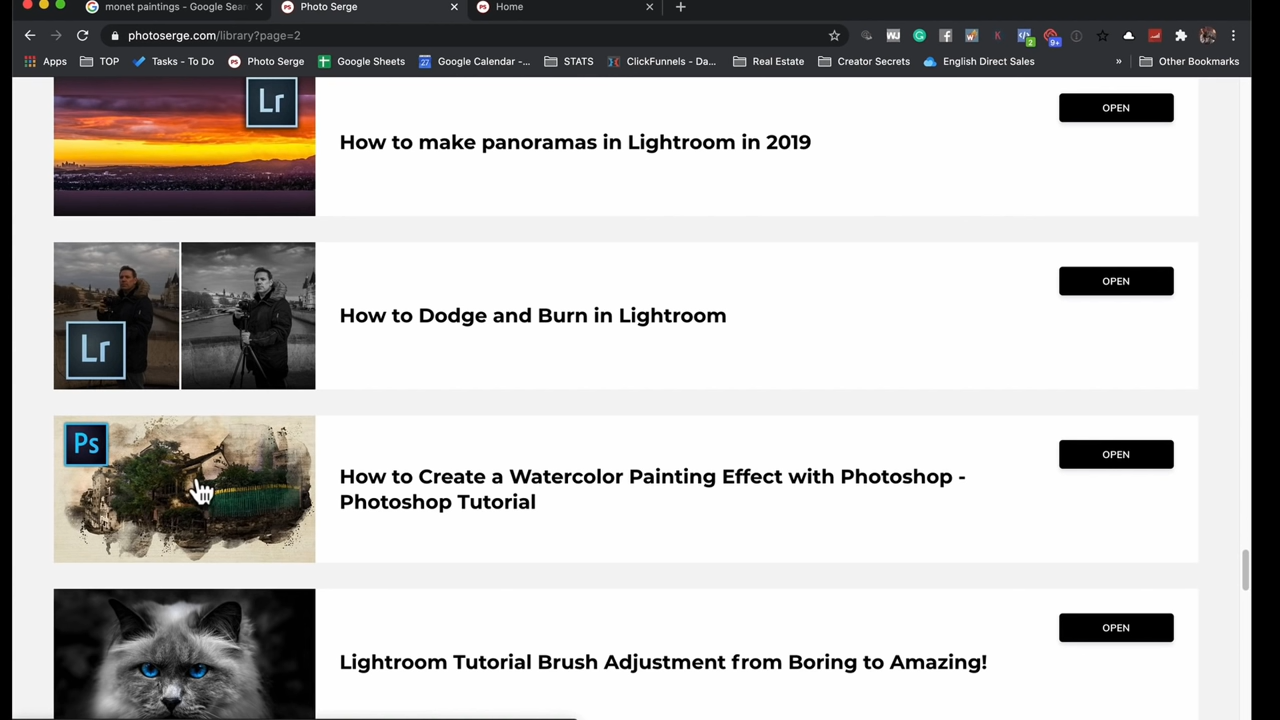 monet paintings - Google Sear
Photo Serge
Home
photoserge.com/library?page=2
Apps
TOP
Tasks - To Do
Photo Serge
Google Sheets
Google Calendar -...
STATS
ClickFunnels - Da...
Real Estate
Creator Secrets
English Direct Sales
»
Other Bookmarks
Lr
How to make panoramas in Lightroom in 2019
OPEN
Lr
How to Dodge and Burn in Lightroom
OPEN
Ps
How to Create a Watercolor Painting Effect with Photoshop -
Photoshop Tutorial
OPEN
Lightroom Tutorial Brush Adjustment from Boring to Amazing!
OPEN